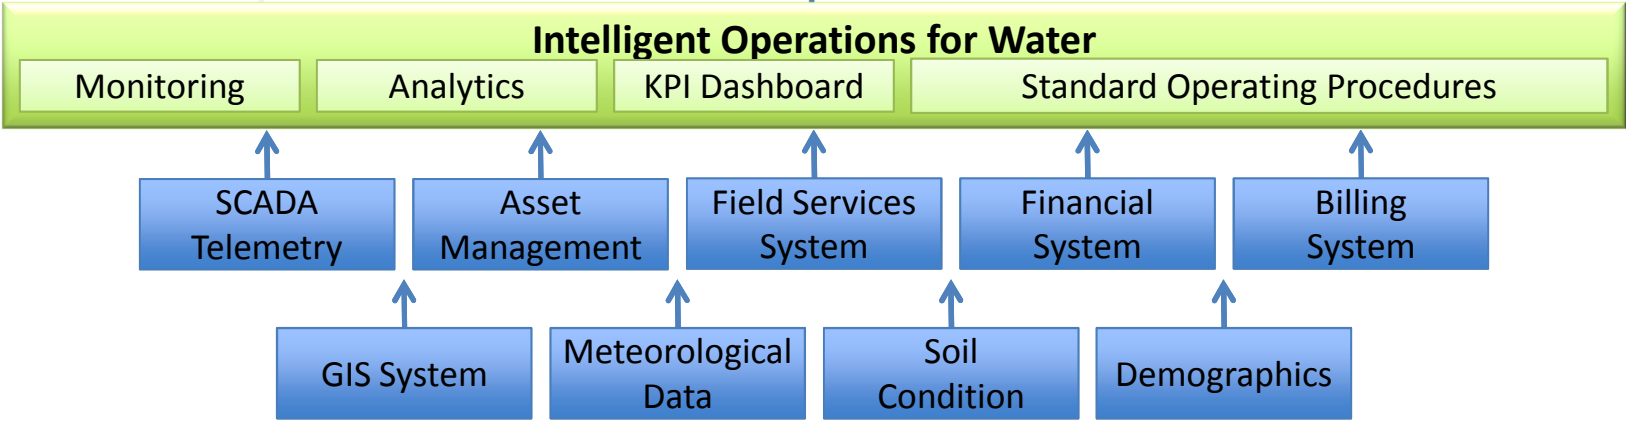 Intelligent Operations for Water
Monitoring
Analytics
KPI Dashboard
Standard Operating Procedures
SCADA
Telemetry
Asset
Management
Field Services
System
Financial
System
Billing
System
GIS System
Meteorological
Data
Soil
Condition
Demographics